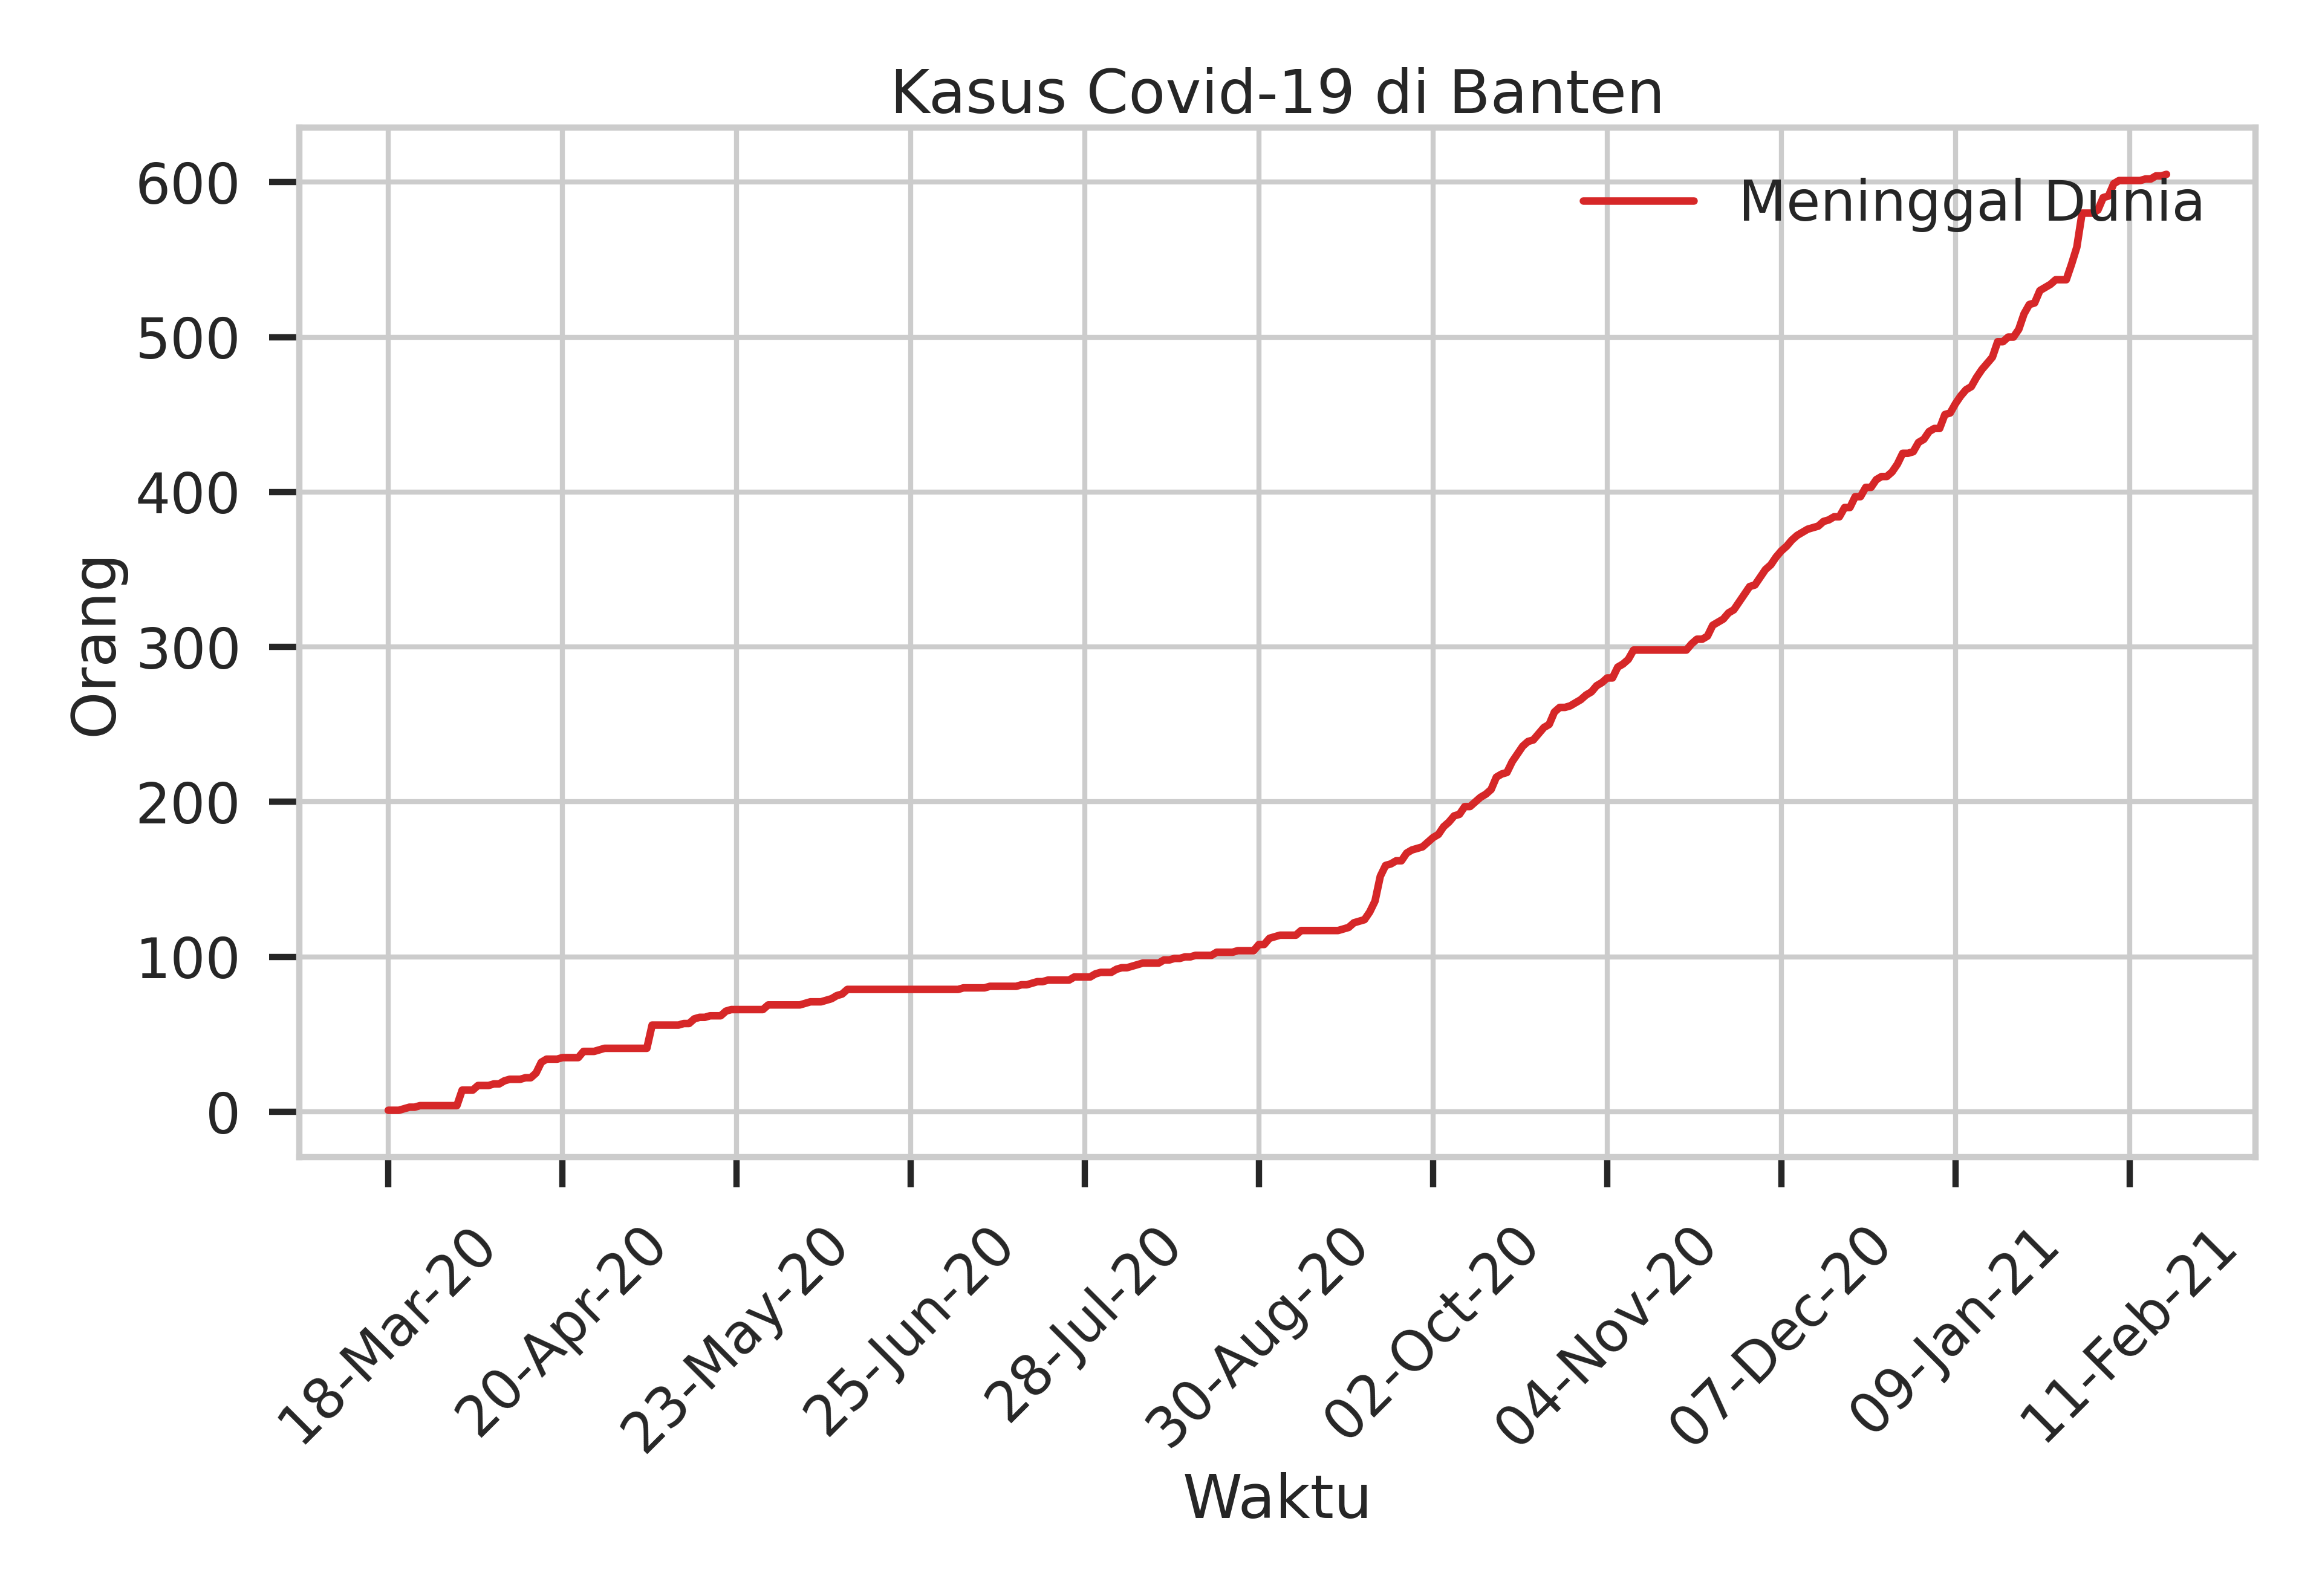 Kasus Covid-19 di Banten
Meninggal Dunia
600
500
400
300
200
100
0
Orang
18-Mar-20
20-Apr-20
23-May-20
25-Jun-20
28-Jul-20
30-Aug-20
02-Oct-20
04-Nov-20
07-Dec-20
09-Jan-21
11-Feb-21
Waktu